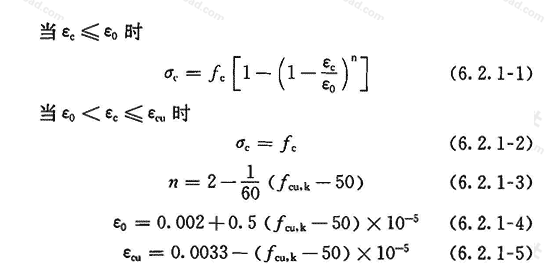 当 εc ≤ ε0 时
σc = fc [1 − (1 − εc/ε0)^n] (6.2.1-1)
当 ε0 < εc ≤ εcu 时
σc = fc (6.2.1-2)
n = 2 − 1/60 (fcu,k − 50) (6.2.1-3)
ε0 = 0.002 + 0.5 (fcu,k − 50) × 10^−5 (6.2.1-4)
εcu = 0.0033 − (fcu,k − 50) × 10^−5 (6.2.1-5)